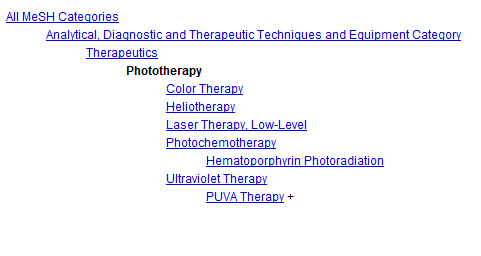 All MeSH Categories
Analytical, Diagnostic and Therapeutic Techniques and Equipment Category
Therapeutics
Phototherapy
Color Therapy
Heliotherapy
Laser Therapy, Low-Level
Photochemotherapy
Hematoporphyrin Photoradiation
Ultraviolet Therapy
PUVA Therapy +